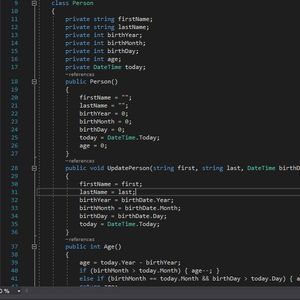 9 class Person
10 {
11 private string firstName;
12 private string lastName;
13 private int birthYear;
14 private int birthMonth;
15 private int birthDay;
16 private int age;
17 private DateTime today;
-references
18 public Person()
19 {
20 firstName = "";
21 lastName = "";
22 birthYear = 0;
23 birthMonth = 0;
24 birthDay = 0;
25 today = DateTime.Today;
26 age = 0;
27 }
-references
28 public void UpdatePerson(string first, string last, DateTime birthD
29 {
30 firstName = first;
31 lastName = last;
32 birthYear = birthDate.Year;
33 birthMonth = birthDate.Month;
34 birthDay = birthDate.Day;
35 today = DateTime.Today;
36 }
-references
37 public int Age()
38 {
39 age = today.Year - birthYear;
40 if (birthMonth > today.Month) { age--; }
41 else if (birthMonth == today.Month && birthDay > today.Day) { a
0 %